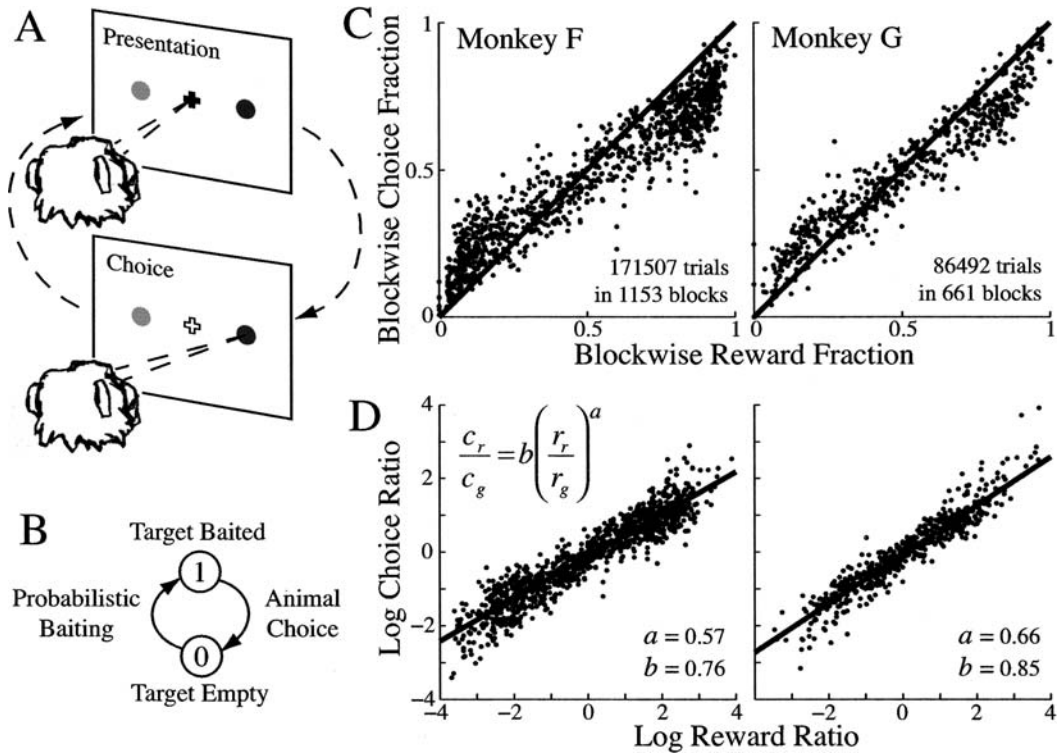 A
Presentation
Choice
B
Target Baited
1
Probabilistic
Baiting
Animal
Choice
0
Target Empty
C
Monkey F
Monkey G
Blockwise Choice Fraction
1
0.5
0
171507 trials
in 1153 blocks
86492 trials
in 661 blocks
0 0.5 1 0 0.5 1
Blockwise Reward Fraction
D
c_r/c_g = b(r_r/r_g)^a
Log Choice Ratio
4
2
0
−2
−4
a = 0.57
b = 0.76
a = 0.66
b = 0.85
−4 −2 0 2 4 −2 0 2 4
Log Reward Ratio